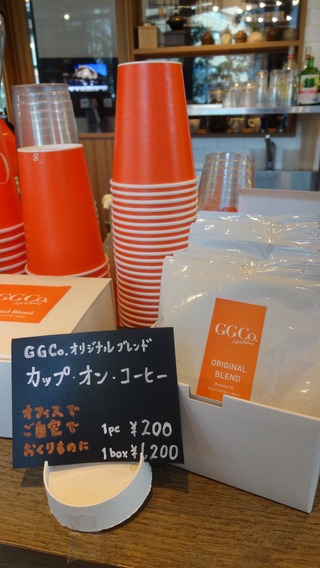 GGCo.
Original Blend
GGCo.
ORIGINAL
BLEND
GGCo.オリジナルブレンド
カップ・オン・コーヒー
オフィスで
ご自宅で
おくりものに
1pc ¥200
1box ¥1,200